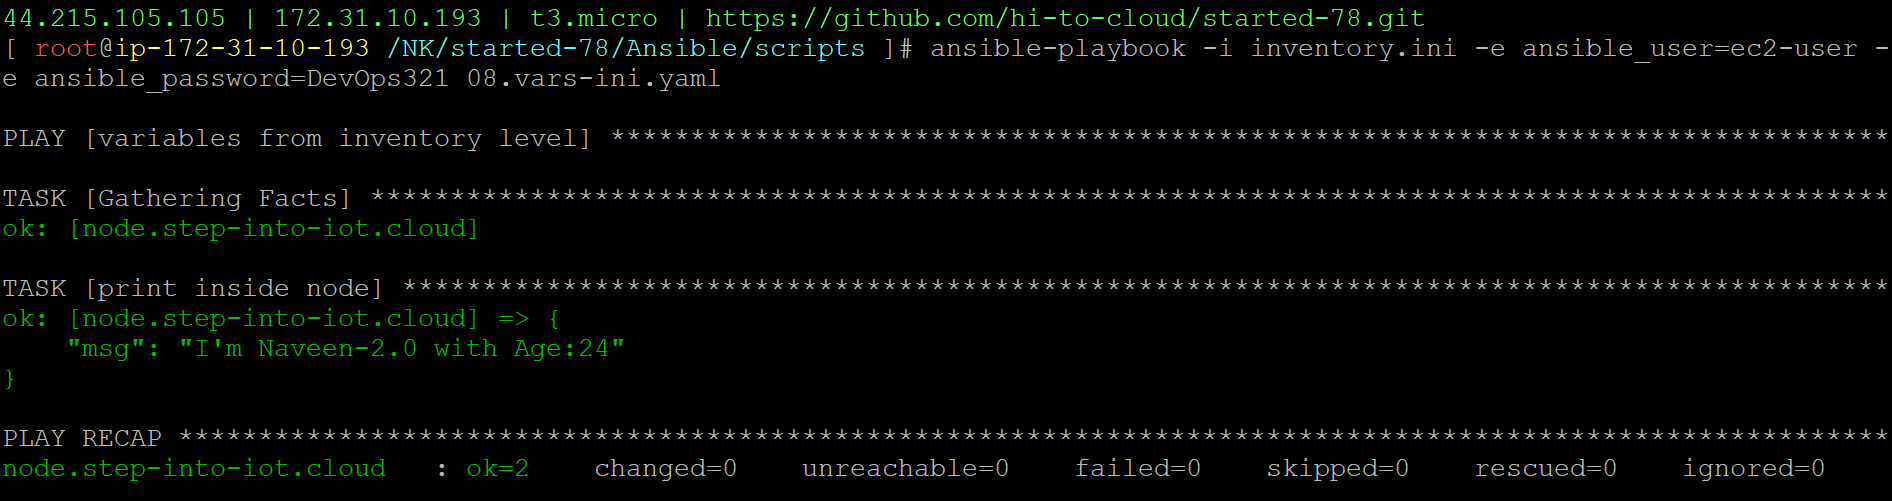 44.215.105.105 | 172.31.10.193 | t3.micro | https://github.com/hi-to-cloud/started-78.git
[ root@ip-172-31-10-193 /NK/started-78/Ansible/scripts ]# ansible-playbook -i inventory.ini -e ansible_user=ec2-user -
e ansible_password=DevOps321 08.vars-ini.yaml
PLAY [variables from inventory level] ********************************************************************************
TASK [Gathering Facts] ***********************************************************************************************
ok: [node.step-into-iot.cloud]
TASK [print inside node] *********************************************************************************************
ok: [node.step-into-iot.cloud] => {
"msg": "I'm Naveen-2.0 with Age:24"
}
PLAY RECAP ***********************************************************************************************************
node.step-into-iot.cloud : ok=2 changed=0 unreachable=0 failed=0 skipped=0 rescued=0 ignored=0